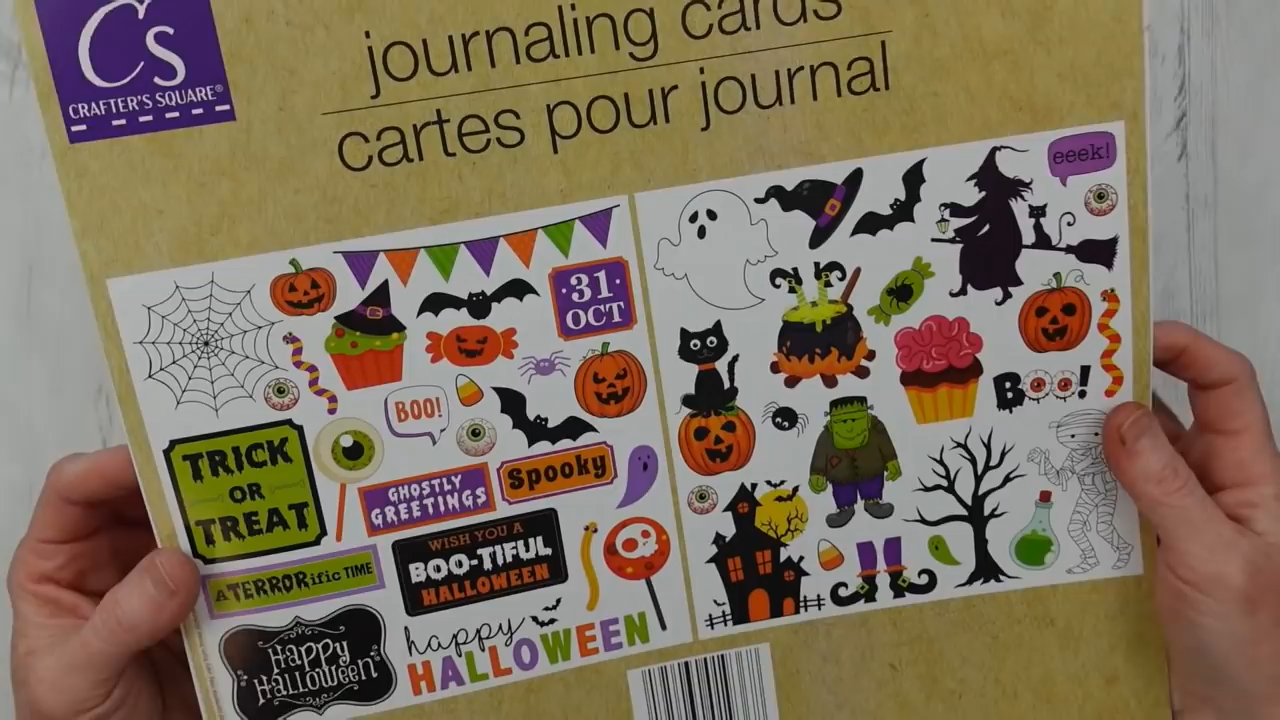 Cs
CRAFTER'S SQUARE®
journaling cards
cartes pour journal
31
OCT
BOO!
TRICK
OR
TREAT
GHOSTLY
GREETINGS
Spooky
A TERRORific TIME
WISH YOU A
BOO-TIFUL
HALLOWEEN
Happy
Halloween
happy
HALLOWEEN
eeek!
BOO!